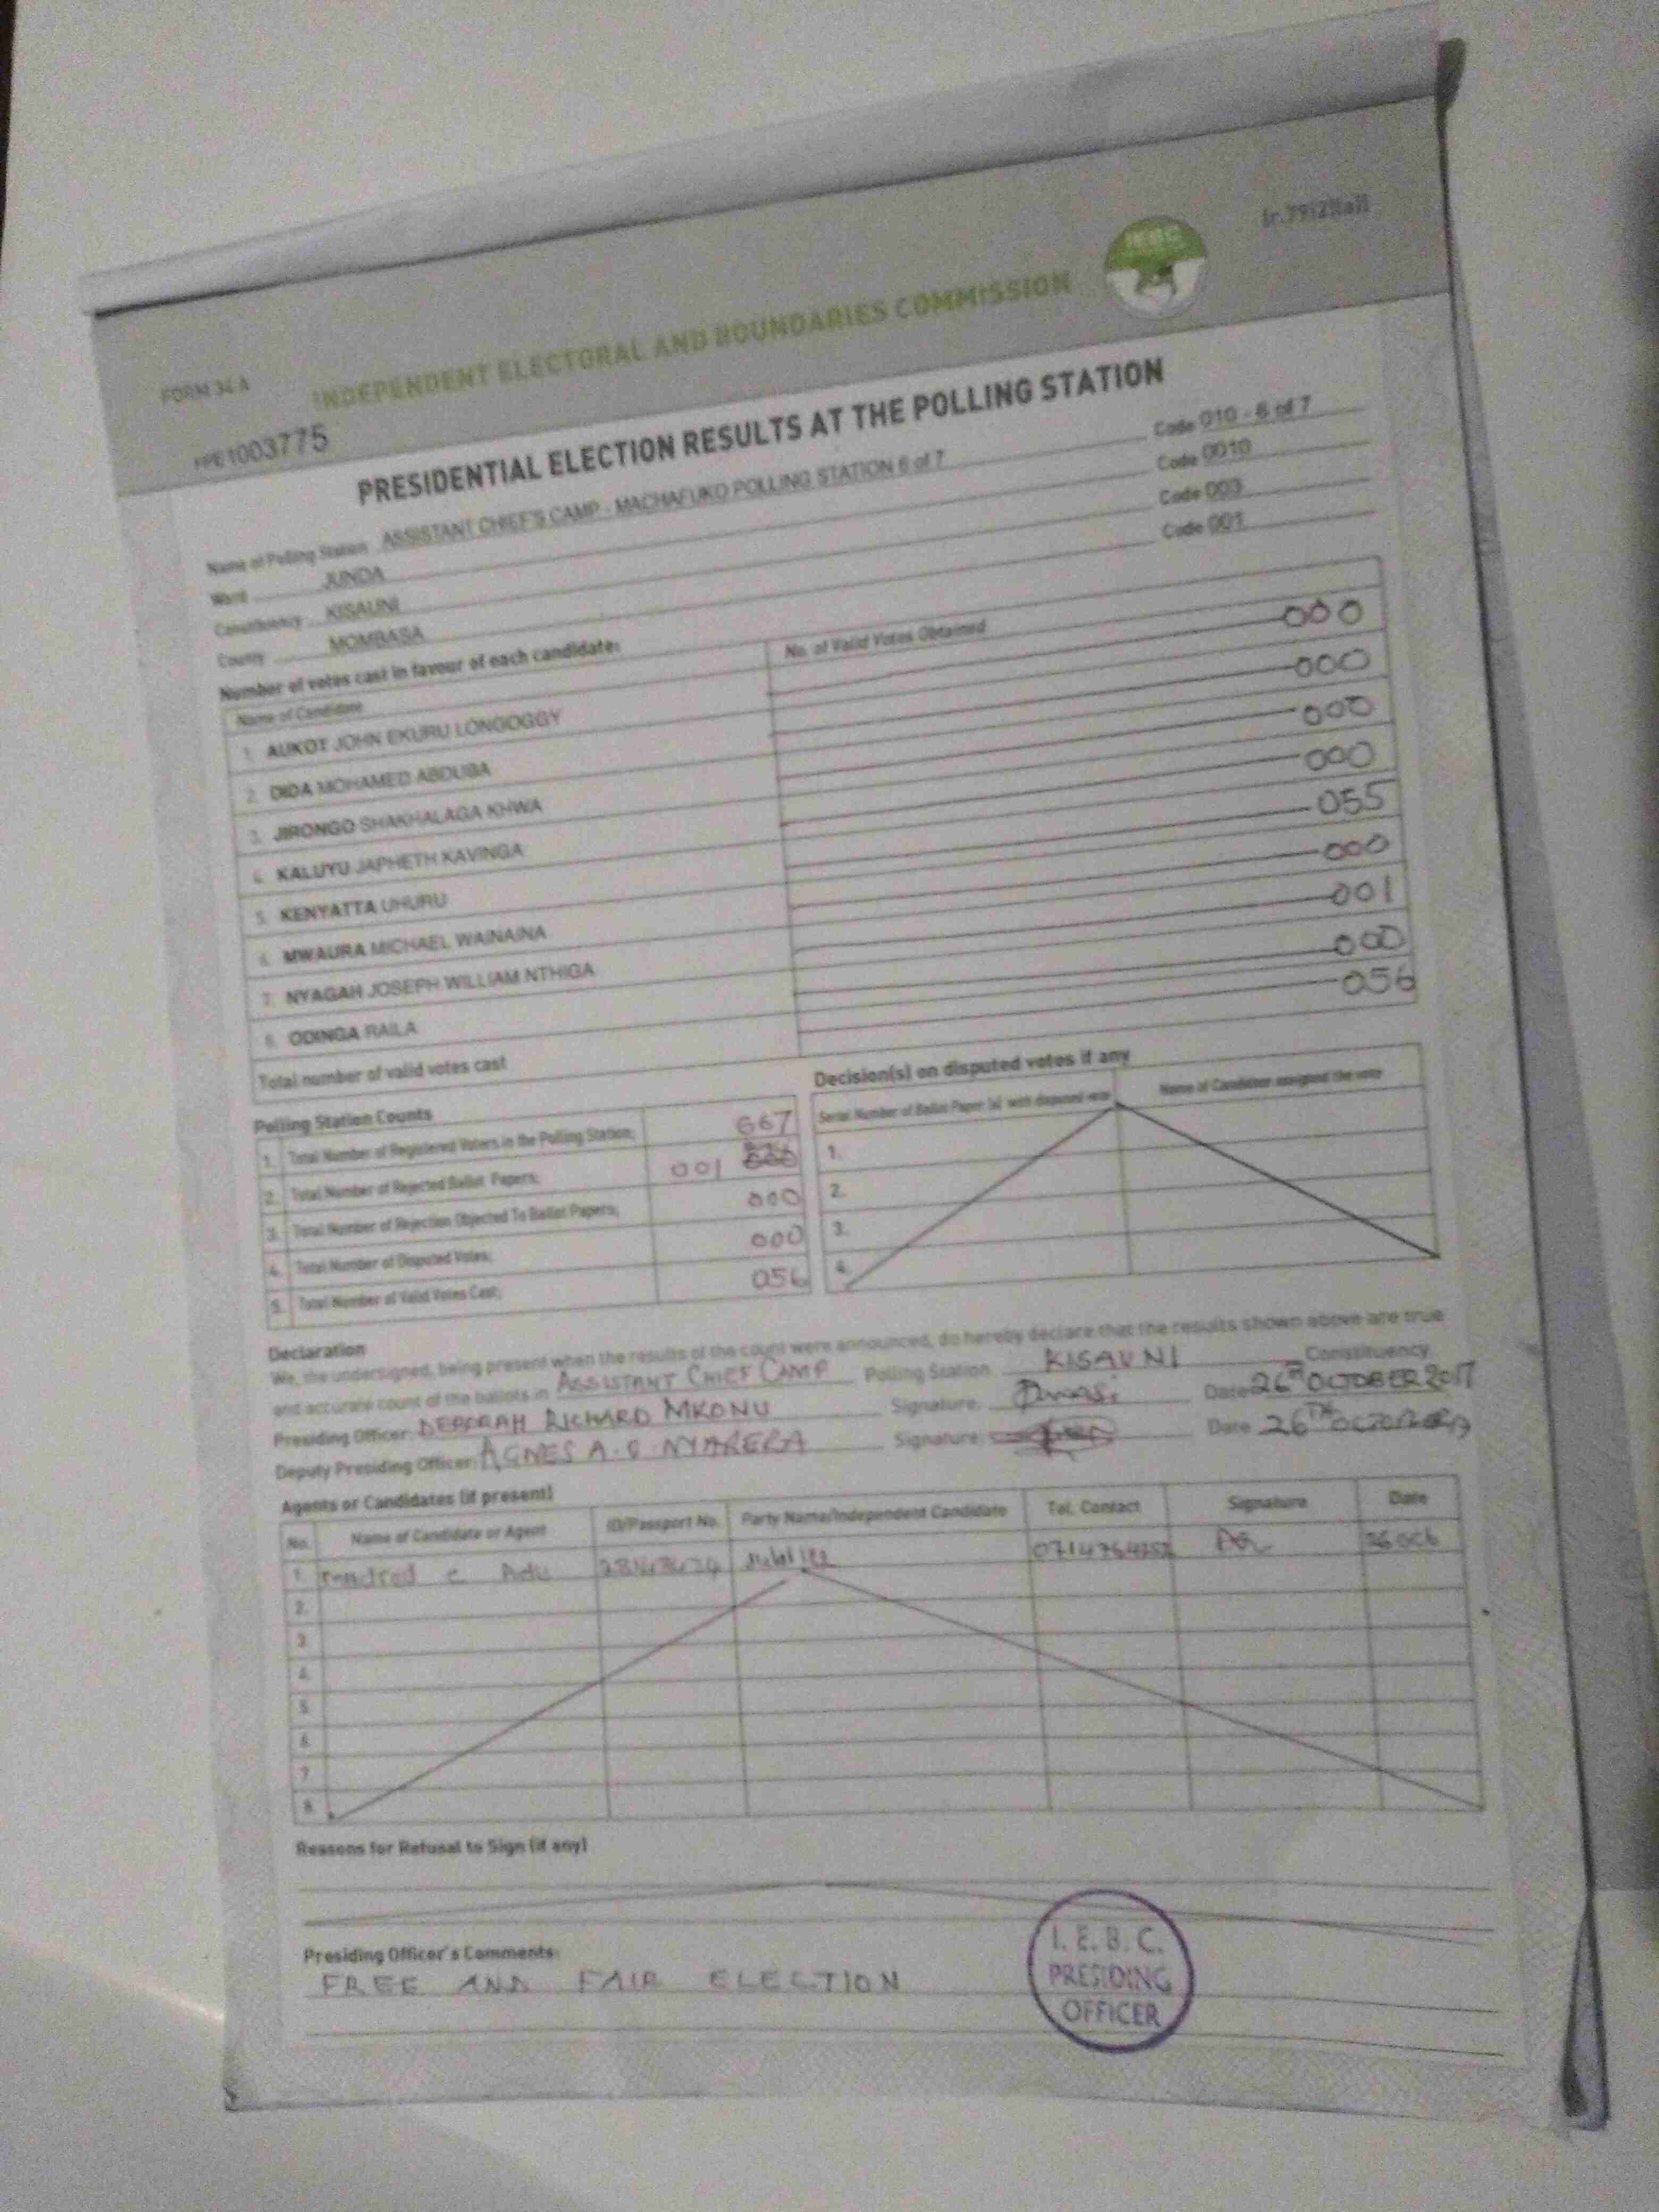 FORM 34 A
INDEPENDENT ELECTORAL AND BOUNDARIES COMMISSION
IEBC
PPE1003775
PRESIDENTIAL ELECTION RESULTS AT THE POLLING STATION
Name of Polling Station ASSISTANT CHIEF'S CAMP - MACHAFUKO POLLING STATION 6 of 7 Code 010 - 6 of 7
Ward JUNDA Code 0010
Constituency KISAUNI Code 003
County MOMBASA Code 001
Number of votes cast in favour of each candidate:
Name of Candidate No. of Valid Votes Obtained
1. AUKOT JOHN EKURU LONGOGGY 000
2. DIDA MOHAMED ABDUBA 000
3. JIRONGO SHAKHALAGA KHWA 000
4. KALUYU JAPHETH KAVINGA 000
5. KENYATTA UHURU 055
6. MWAURA MICHAEL WAINAINA 000
7. NYAGAH JOSEPH WILLIAM NTHIGA 001
8. ODINGA RAILA 000
Total number of valid votes cast 056
Polling Station Counts
1. Total Number of Registered Voters in the Polling Station; 667
2. Total Number of Rejected Ballot Papers; 001
3. Total Number of Rejection Objected To Ballot Papers; 000
4. Total Number of Disputed Votes; 000
5. Total Number of Valid Votes Cast; 056
Decision(s) on disputed votes if any
Serial Number of Ballot Paper (s) with disputed vote Name of Candidate assigned the vote
1.
2.
3.
4.
Declaration
We, the undersigned, being present when the results of the count were announced, do hereby declare that the results shown above are true
and accurate count of the ballots in ASSISTANT CHIEF CAMP Polling Station KISAUNI Constituency
Presiding Officer: DEBORAH RICHARD MKONU Signature: Date 26TH OCTOBER 2017
Deputy Presiding Officer: AGNES A. O. NYARERA Signature: Date 26TH OCTOBER
Agents or Candidates (if present)
No. Name of Candidate or Agent ID/Passport No. Party Name/Independent Candidate Tel. Contact Signature Date
1. Jubilee 26 Oct
2.
3.
4.
5.
6.
7.
8.
Reasons for Refusal to Sign (if any)
Presiding Officer's Comments:
FREE AND FAIR ELECTION
I. E. B. C.
PRESIDING
OFFICER